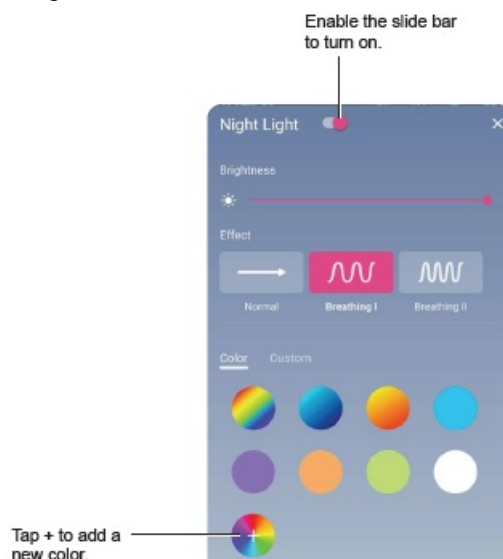 Enable the slide bar
to turn on.
Night Light
Brightness
Effect
Normal Breathing I Breathing II
Color Custom
Tap + to add a
new color.